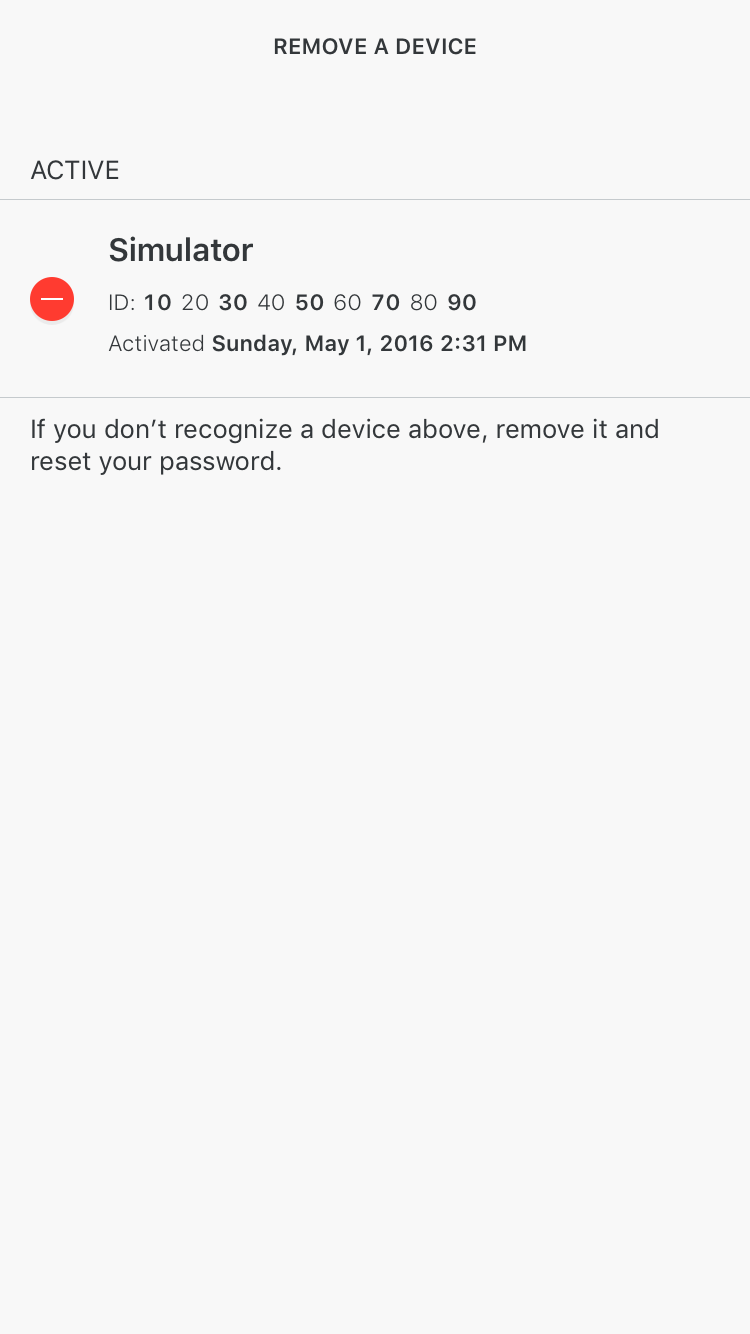 REMOVE A DEVICE
ACTIVE
Simulator
ID: 10 20 30 40 50 60 70 80 90
Activated Sunday, May 1, 2016 2:31 PM
If you don’t recognize a device above, remove it and
reset your password.